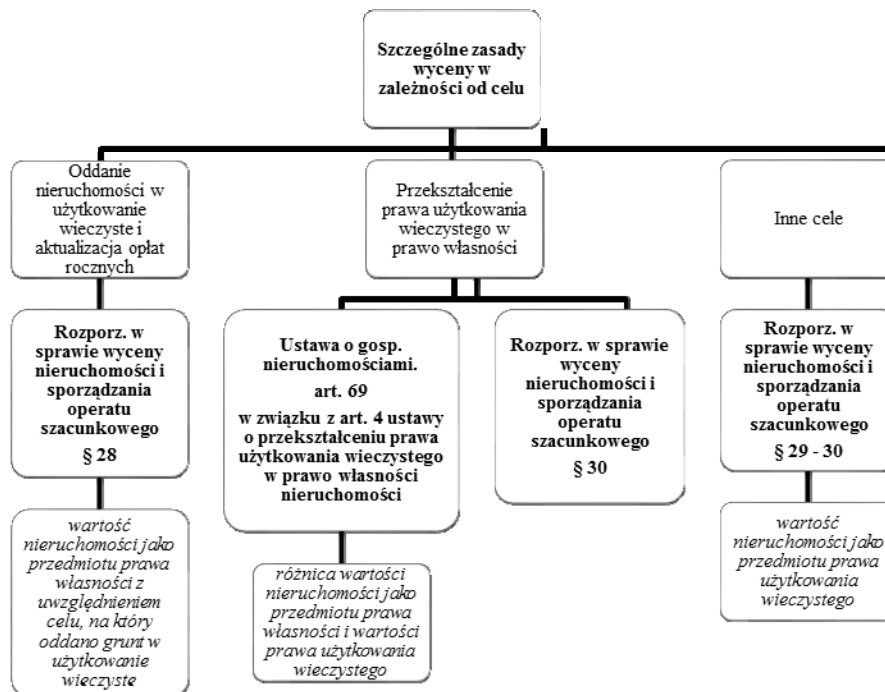 Szczególne zasady
wyceny w
zależności od celu
Oddanie
nieruchomości w
użytkowanie
wieczyste i
aktualizacja opłat
rocznych
Przekształcenie
prawa użytkowania
wieczystego w
prawo własności
Inne cele
Rozporz. w
sprawie wyceny
nieruchomości i
sporządzania
operatu
szacunkowego
§ 28
Ustawa o gosp.
nieruchomościami.
art. 69
w związku z art. 4 ustawy
o przekształceniu prawa
użytkowania wieczystego
w prawo własności
nieruchomości
Rozporz. w sprawie
wyceny
nieruchomości i
sporządzania
operatu
szacunkowego
§ 30
Rozporz. w
sprawie wyceny
nieruchomości i
sporządzania
operatu
szacunkowego
§ 29 - 30
wartość
nieruchomości jako
przedmiotu prawa
własności z
uwzględnieniem
celu, na który
oddano grunt w
użytkowanie
wieczyste
różnica wartości
nieruchomości jako
przedmiotu prawa
własności i wartości
prawa użytkowania
wieczystego
wartość
nieruchomości jako
przedmiotu prawa
użytkowania
wieczystego